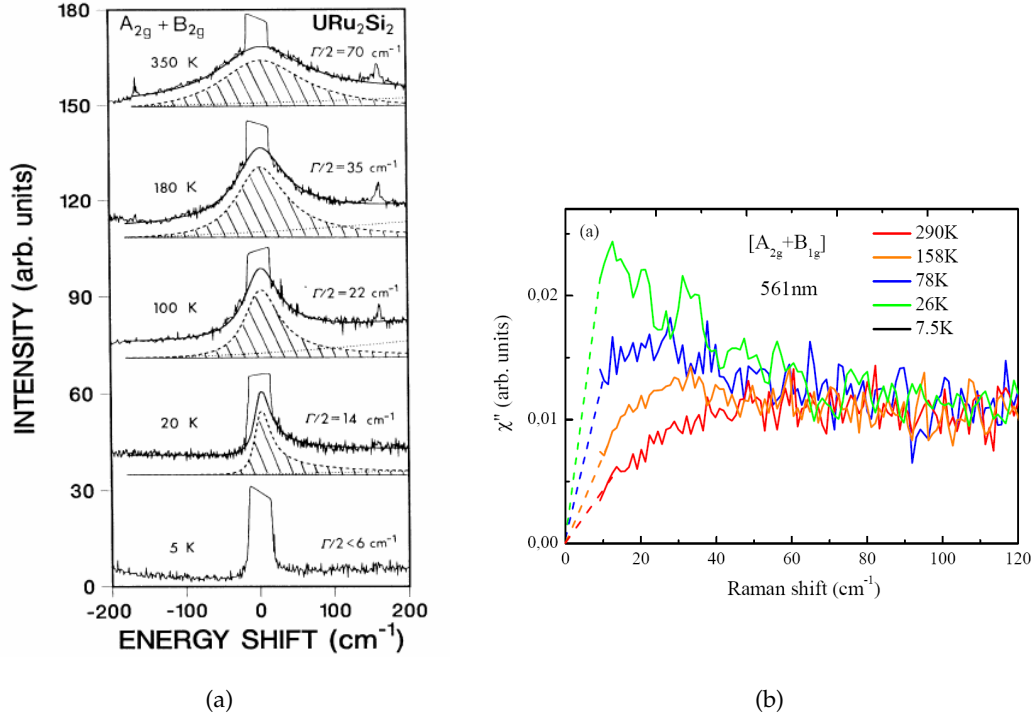 180
150
120
90
60
30
0
INTENSITY (arb. units)
A2g + B2g
URu2Si2
350 K
Γ/2 = 70 cm⁻¹
180 K
Γ/2 = 35 cm⁻¹
100 K
Γ/2 = 22 cm⁻¹
20 K
Γ/2 = 14 cm⁻¹
5 K
Γ/2 < 6 cm⁻¹
-200 -100 0 100 200
ENERGY SHIFT (cm⁻¹)
(a)
(a)
[A2g+B1g]
561nm
290K
158K
78K
26K
7.5K
0.02
0.01
0,00
χ'' (arb. units)
0 20 40 60 80 100 120
Raman shift (cm⁻¹)
(b)